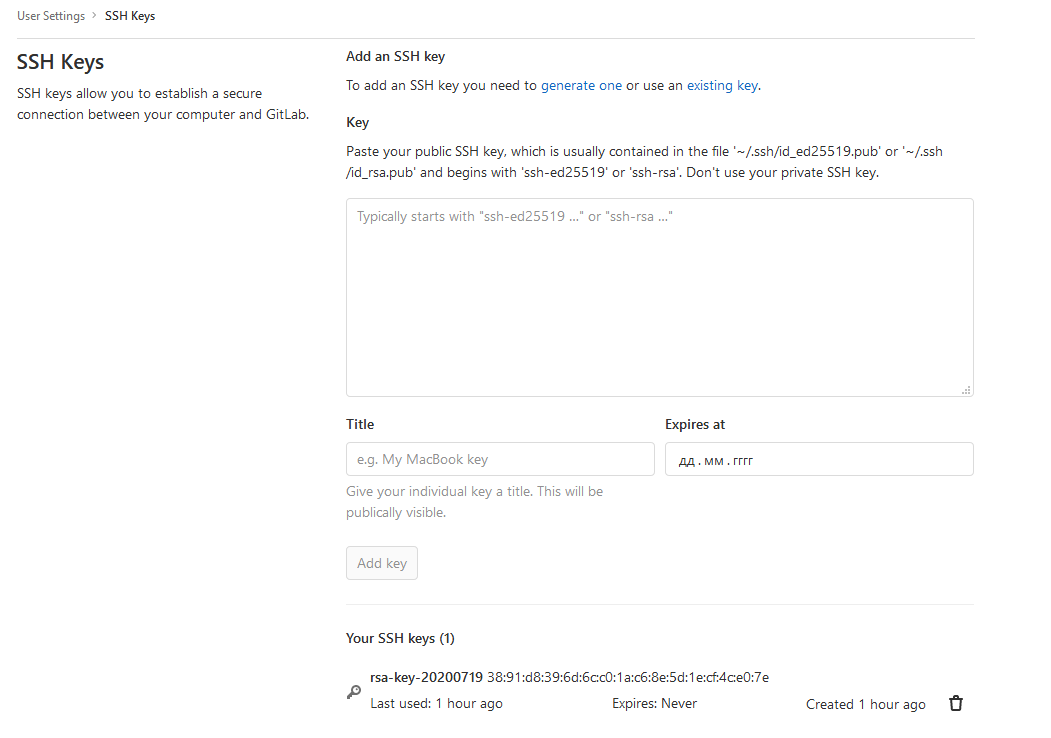 User Settings > SSH Keys
SSH Keys
SSH keys allow you to establish a secure
connection between your computer and GitLab.
Add an SSH key
To add an SSH key you need to generate one or use an existing key.
Key
Paste your public SSH key, which is usually contained in the file '~/.ssh/id_ed25519.pub' or '~/.ssh
/id_rsa.pub' and begins with 'ssh-ed25519' or 'ssh-rsa'. Don't use your private SSH key.
Typically starts with "ssh-ed25519 ..." or "ssh-rsa ..."
Title
Expires at
e.g. My MacBook key
дд . мм . гггг
Give your individual key a title. This will be
publically visible.
Add key
Your SSH keys (1)
rsa-key-20200719 38:91:d8:39:6d:6c:c0:1a:c6:8e:5d:1e:cf:4c:e0:7e
Last used: 1 hour ago
Expires: Never
Created 1 hour ago